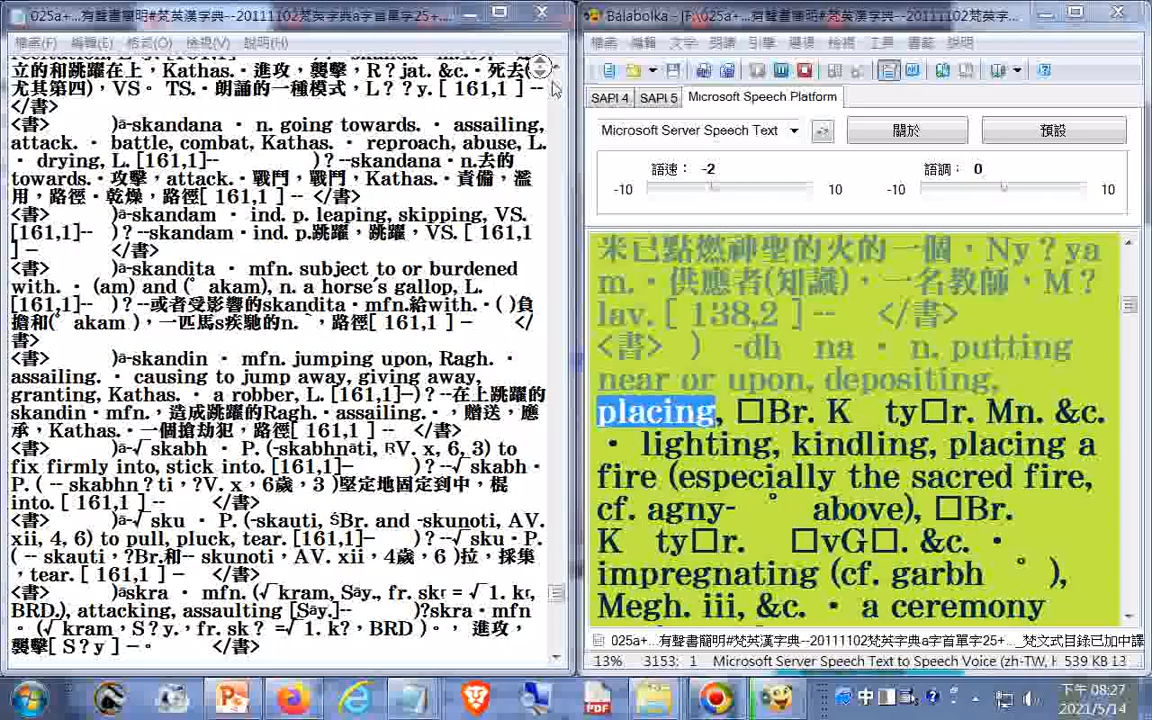 025a+...有聲書簡明#梵英漢字典--20111102梵英字典a字首單字25+...
檔案(F) 編輯(E) 格式(O) 檢視(V) 說明(H)
立的和跳躍在上，Kathas.‧進攻，襲擊，R？jat. &c.‧死去(
尤其第四)，VS。 TS.‧朗誦的一種模式，L？？y. [ 161,1 ] --
</書>
<書> )ā-skandana ‧ n. going towards. ‧ assailing,
attack. ‧ battle, combat, Kathas. ‧ reproach, abuse, L.
‧ drying, L. [161,1]-- )？--skandana‧n.去的
towards.‧攻擊，attack.‧戰鬥，戰鬥，Kathas.‧責備，濫
用，路徑‧乾燥，路徑[ 161,1 ] -- </書>
<書> )ā-skandam ‧ ind. p. leaping, skipping, VS.
[161,1]-- )？--skandam‧ind. p.跳躍，跳躍，VS. [ 161,1
] -- </書>
<書> )ā-skandita ‧ mfn. subject to or burdened
with. ‧ (am) and (° akam), n. a horse's gallop, L.
[161,1]-- )？--或者受影響的skandita‧mfn.給with.‧( )負
擔和(° akam )，一匹馬s疾馳的n.，路徑[ 161,1 ] -- </
書>
<書> )ā-skandin ‧ mfn. jumping upon, Ragh. ‧
assailing. ‧ causing to jump away, giving away,
granting, Kathas. ‧ a robber, L. [161,1]-- )？--在上跳躍的
skandin‧mfn.，造成跳躍的Ragh.‧assailing.‧，贈送，應
承，Kathas.‧一個搶劫犯，路徑[ 161,1 ] -- </書>
<書> )ā-√ skabh ‧ P. (-skabhnāti, RV. x, 6, 3) to
fix firmly into, stick into. [161,1]-- )？--√ skabh‧
P. ( -- skabhn？ti，？V. x，6歲，3 )堅定地固定到中，棍
into. [ 161,1 ] -- </書>
<書> )ā-√ sku ‧ P. (-skauti, ŚBr. and -skunoti, AV.
xii, 4, 6) to pull, pluck, tear. [161,1]-- )？--√ sku‧P.
( -- skauti，？Br.和-- skunoti，AV. xii，4歲，6 )拉，採集
，tear. [ 161,1 ] -- </書>
<書> )āskra ‧ mfn. (√ kram, Sāy., fr. skṛ = √ 1. kṛ,
BRD.), attacking, assaulting [Sāy.]-- )?skra‧mfn
。(√ kram，S？y.，fr. sk？ =√ 1. k?，BRD )。，進攻，
襲擊[ S？y ] --。 </書>
檔案 編輯 文字 朗讀 引擎 選項 檢視 工具 書籤 說明
SAPI 4 SAPI 5 Microsoft Speech Platform
Microsoft Server Speech Text 關於 預設
語速： -2 語調： 0
-10 10 -10 10
來已點燃神聖的火的一個，Ny？ya
m.‧供應者(知識)，一名教師，M？
lav. [ 138,2 ] -- </書>
<書> ) -dh na ‧ n. putting
near or upon, depositing,
placing, □Br. K ty□r. Mn. &c.
‧ lighting, kindling, placing a
fire (especially the sacred fire,
cf. agny- ° above), □Br.
K ty□r. □vG□. &c. ‧
impregnating (cf. garbh ° ),
Megh. iii, &c. ‧ a ceremony
025a+...有聲書簡明#梵英漢字典--20111102梵英字典a字首單字25+..._梵文式目錄已加中譯
13% 3153: 1 Microsoft Server Speech Text to Speech Voice (zh-TW, H 539 KB 13
中
下午 08:27
2021/5/14